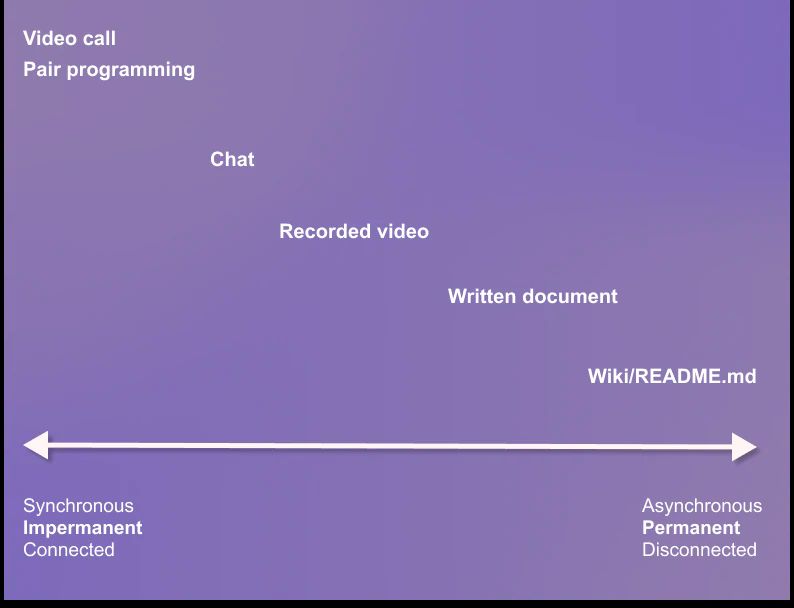 Video call
Pair programming
Chat
Recorded video
Written document
Wiki/README.md
Synchronous
Impermanent
Connected
Asynchronous
Permanent
Disconnected